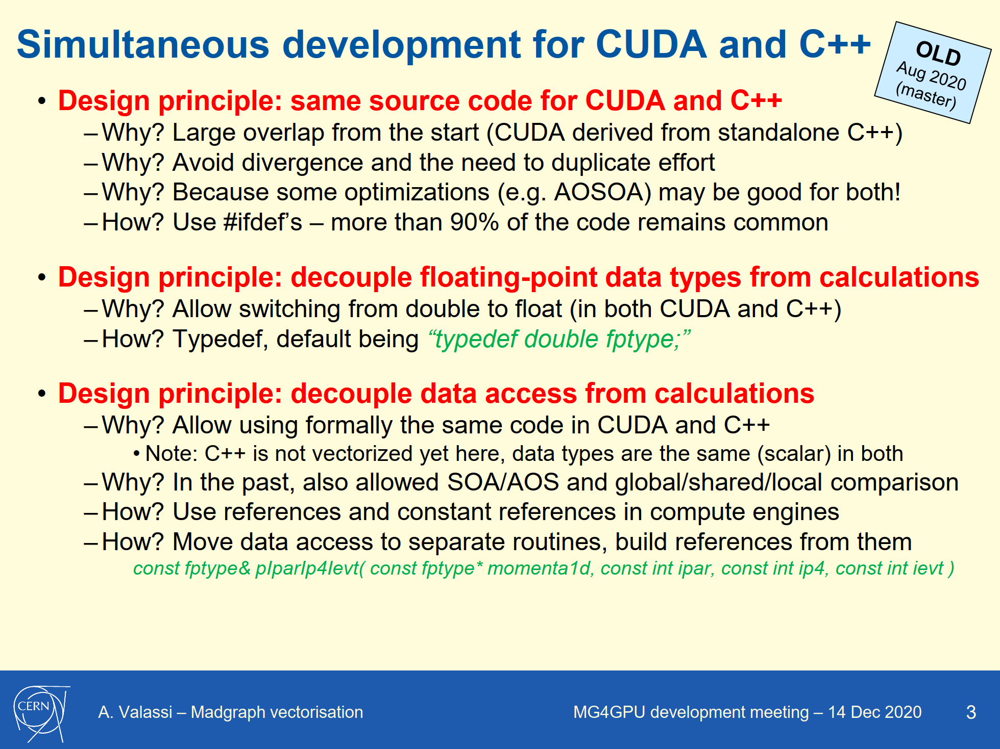 Simultaneous development for CUDA and C++
OLD
Aug 2020
(master)
• Design principle: same source code for CUDA and C++
– Why? Large overlap from the start (CUDA derived from standalone C++)
– Why? Avoid divergence and the need to duplicate effort
– Why? Because some optimizations (e.g. AOSOA) may be good for both!
– How? Use #ifdef’s – more than 90% of the code remains common
• Design principle: decouple floating-point data types from calculations
– Why? Allow switching from double to float (in both CUDA and C++)
– How? Typedef, default being “typedef double fptype;”
• Design principle: decouple data access from calculations
– Why? Allow using formally the same code in CUDA and C++
• Note: C++ is not vectorized yet here, data types are the same (scalar) in both
– Why? In the past, also allowed SOA/AOS and global/shared/local comparison
– How? Use references and constant references in compute engines
– How? Move data access to separate routines, build references from them
const fptype& pIparIp4Ievt( const fptype* momenta1d, const int ipar, const int ip4, const int ievt )
CERN
A. Valassi – Madgraph vectorisation
MG4GPU development meeting – 14 Dec 2020
3